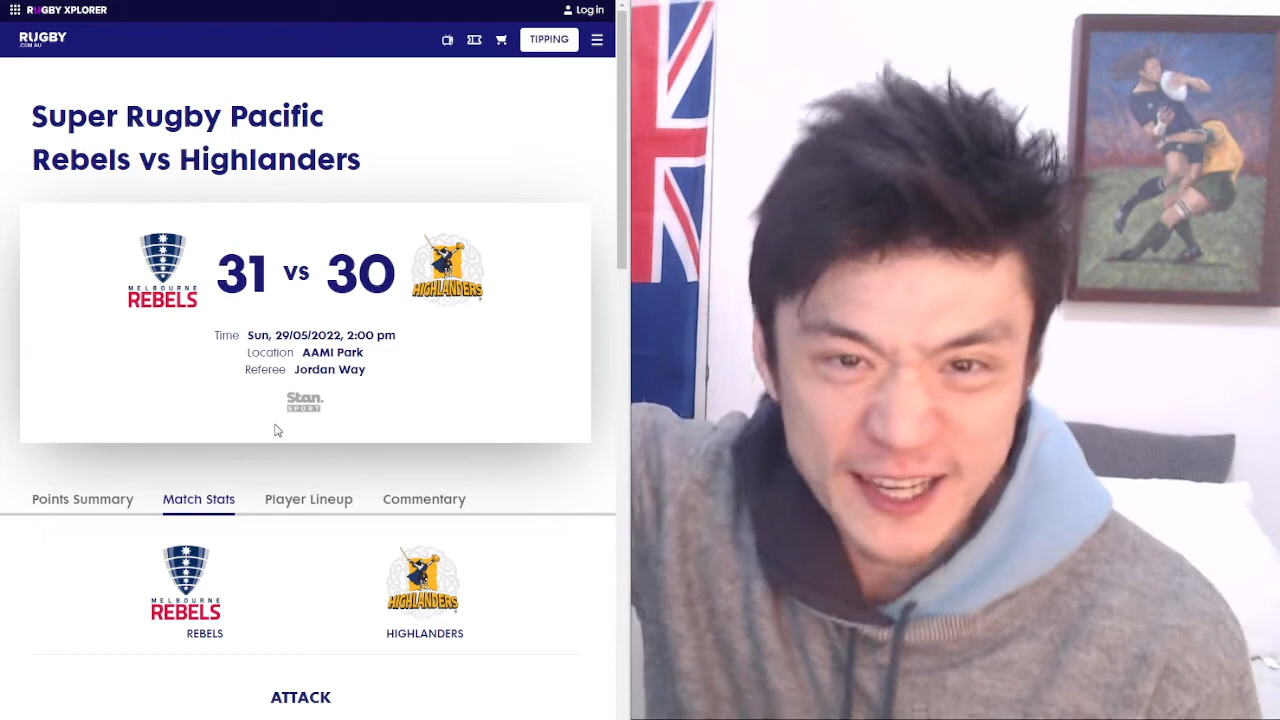 RUGBY XPLORER
Log in
RUGBY
.COM.AU
TIPPING
Super Rugby Pacific
Rebels vs Highlanders
MELBOURNE
REBELS
31 vs 30
HIGHLANDERS
Time Sun, 29/05/2022, 2:00 pm
Location AAMI Park
Referee Jordan Way
Stan.
SPORT
Points Summary
Match Stats
Player Lineup
Commentary
MELBOURNE
REBELS
HIGHLANDERS
REBELS
HIGHLANDERS
ATTACK